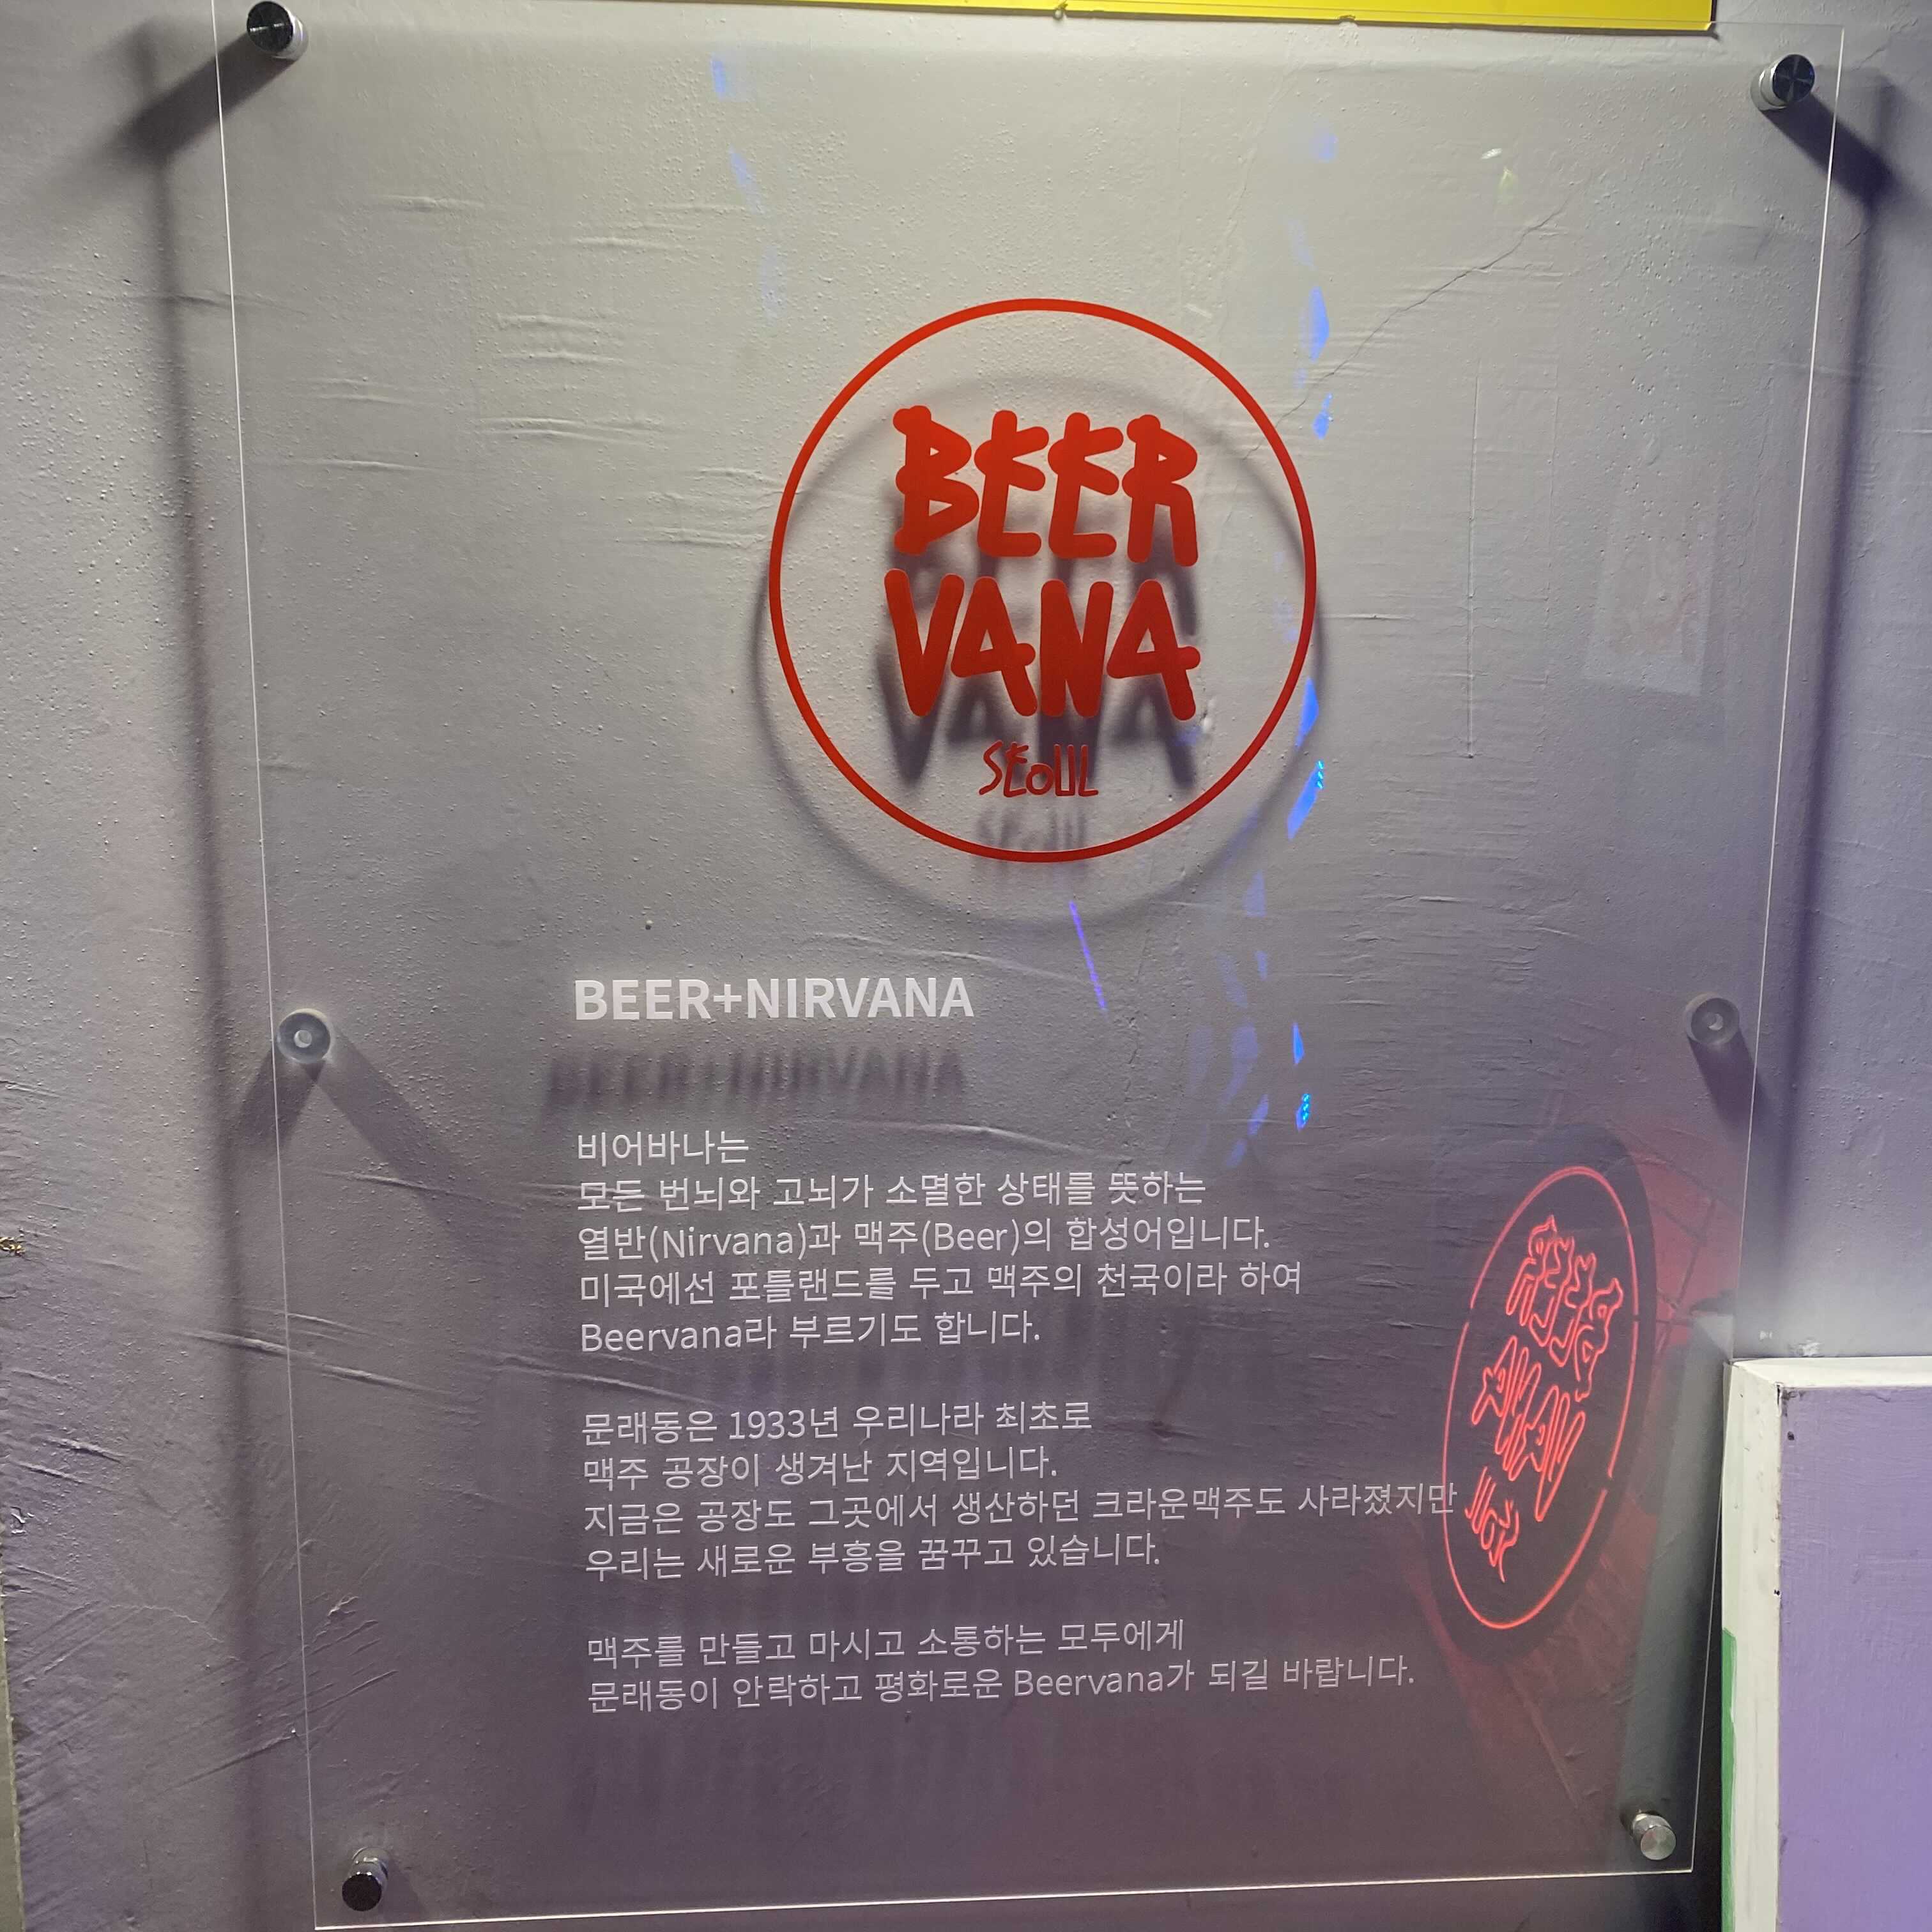 BEER
VANA
SEOUL
BEER+NIRVANA
비어바나는
모든 번뇌와 고뇌가 소멸한 상태를 뜻하는
열반(Nirvana)과 맥주(Beer)의 합성어입니다.
미국에선 포틀랜드를 두고 맥주의 천국이라 하여
Beervana라 부르기도 합니다.
문래동은 1933년 우리나라 최초로
맥주 공장이 생겨난 지역입니다.
지금은 공장도 그곳에서 생산하던 크라운맥주도 사라졌지만
우리는 새로운 부흥을 꿈꾸고 있습니다.
맥주를 만들고 마시고 소통하는 모두에게
문래동이 안락하고 평화로운 Beervana가 되길 바랍니다.
BEER
VANA